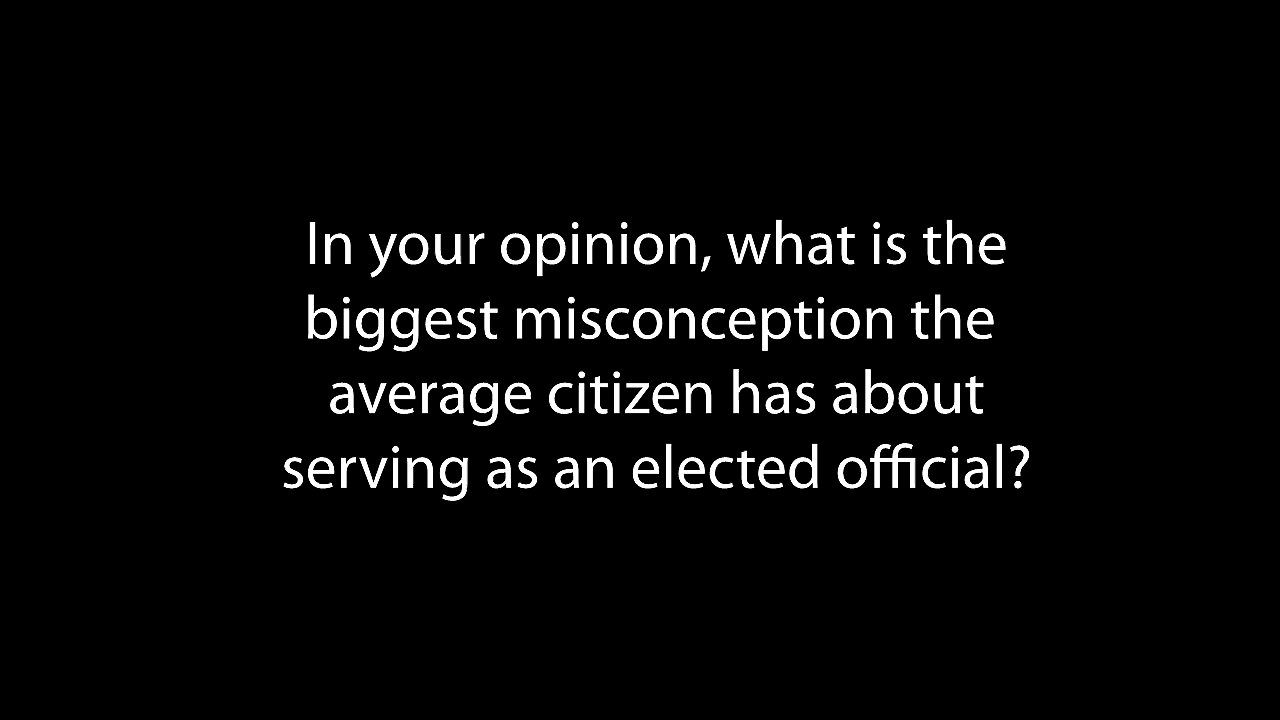 In your opinion, what is the
biggest misconception the
average citizen has about
serving as an elected official?